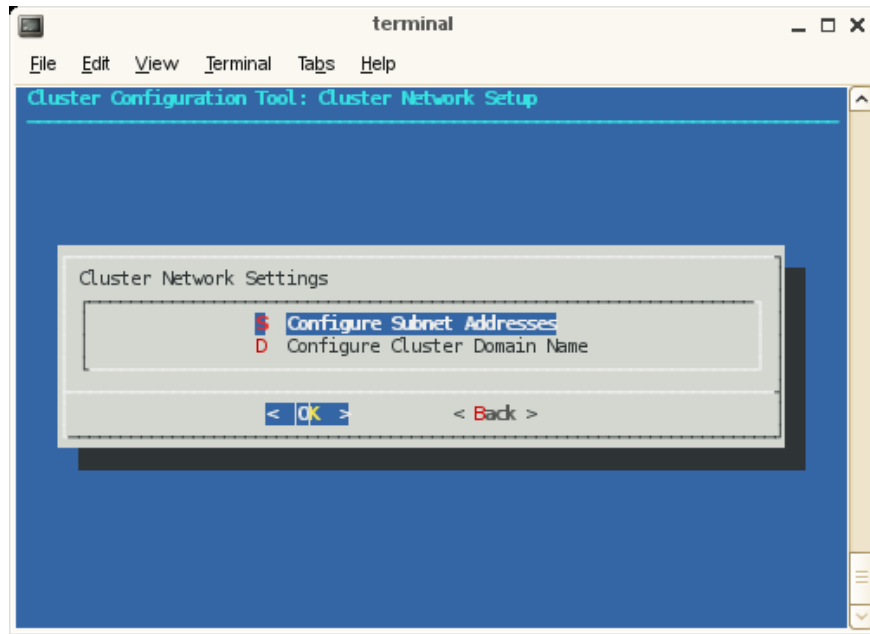 terminal
File Edit View Terminal Tabs Help
Cluster Configuration Tool: Cluster Network Setup
Cluster Network Settings
S Configure Subnet Addresses
D Configure Cluster Domain Name
< OK > < Back >